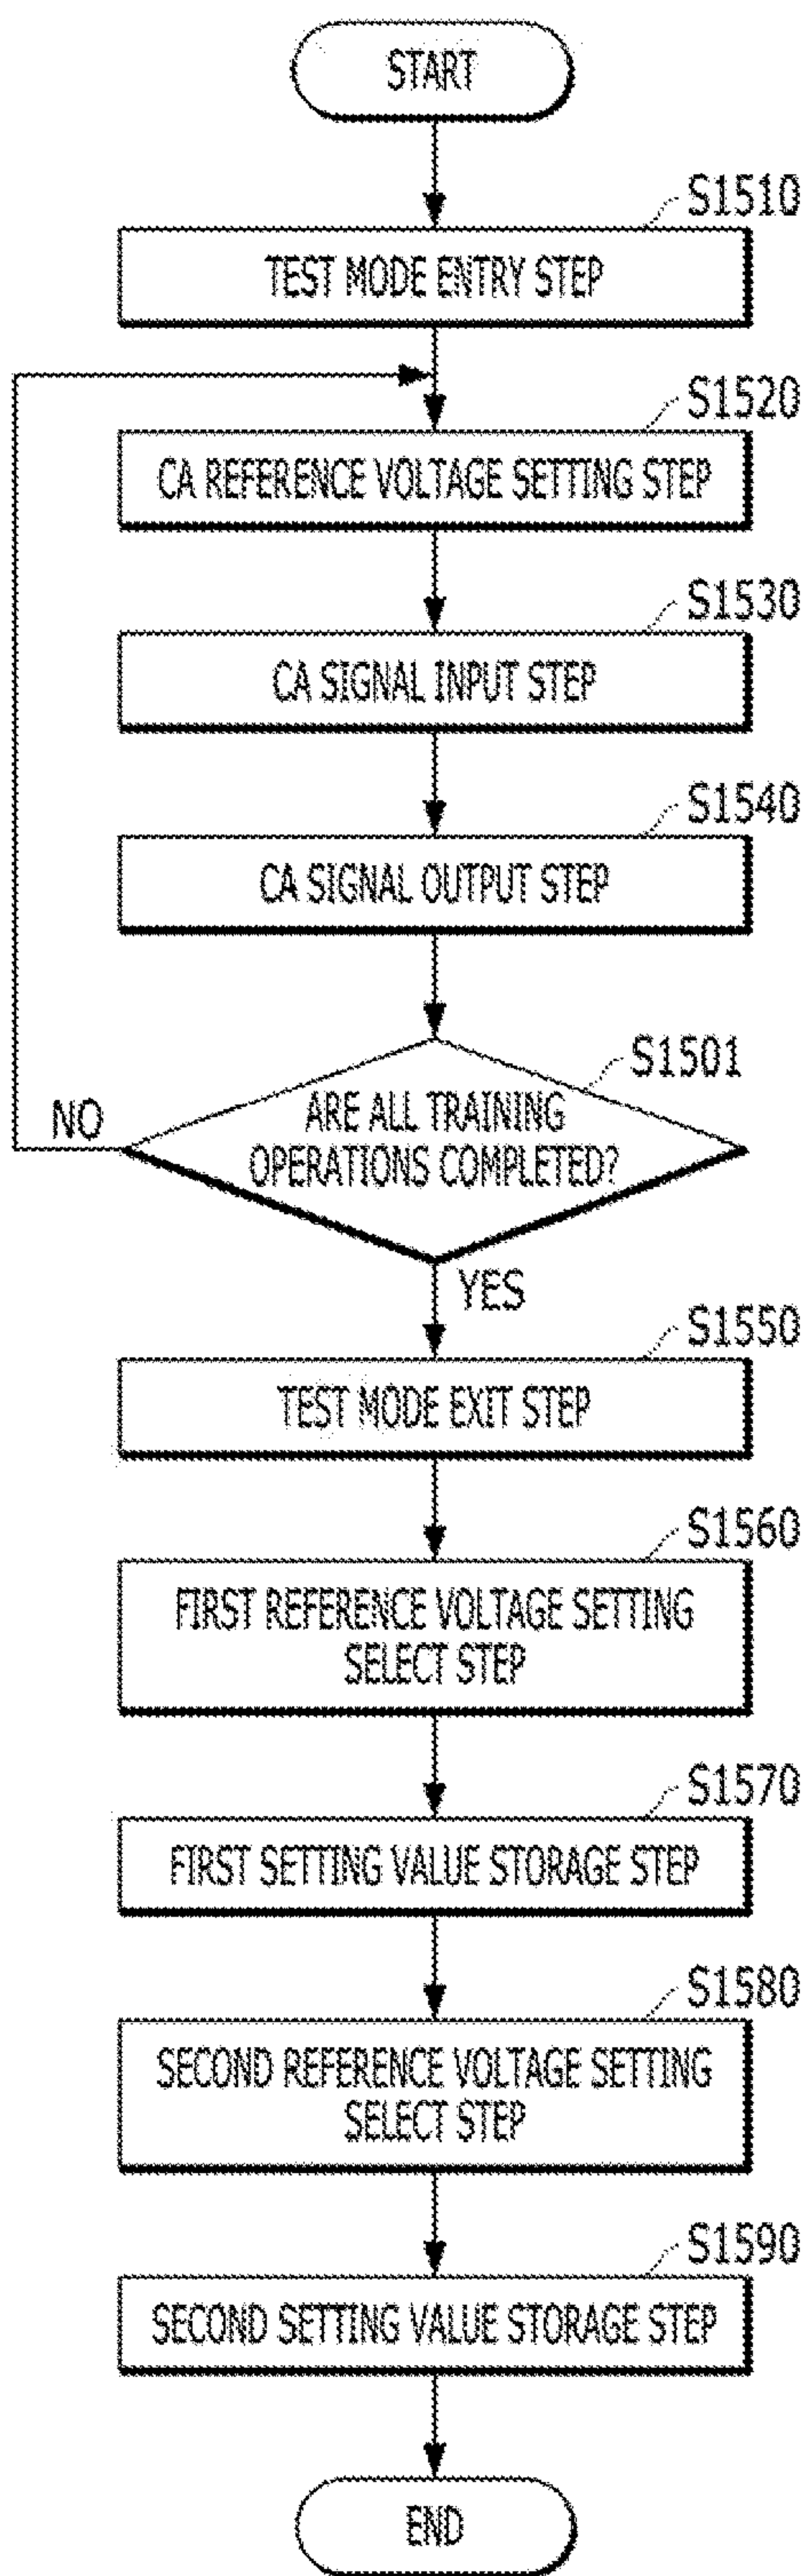 START
S1510
TEST MODE ENTRY STEP
S1520
CA REFERENCE VOLTAGE SETTING STEP
S1530
CA SIGNAL INPUT STEP
S1540
CA SIGNAL OUTPUT STEP
S1501
ARE ALL TRAINING
OPERATIONS COMPLETED?
NO
YES
S1550
TEST MODE EXIT STEP
S1560
FIRST REFERENCE VOLTAGE SETTING
SELECT STEP
S1570
FIRST SETTING VALUE STORAGE STEP
S1580
SECOND REFERENCE VOLTAGE SETTING
SELECT STEP
S1590
SECOND SETTING VALUE STORAGE STEP
END